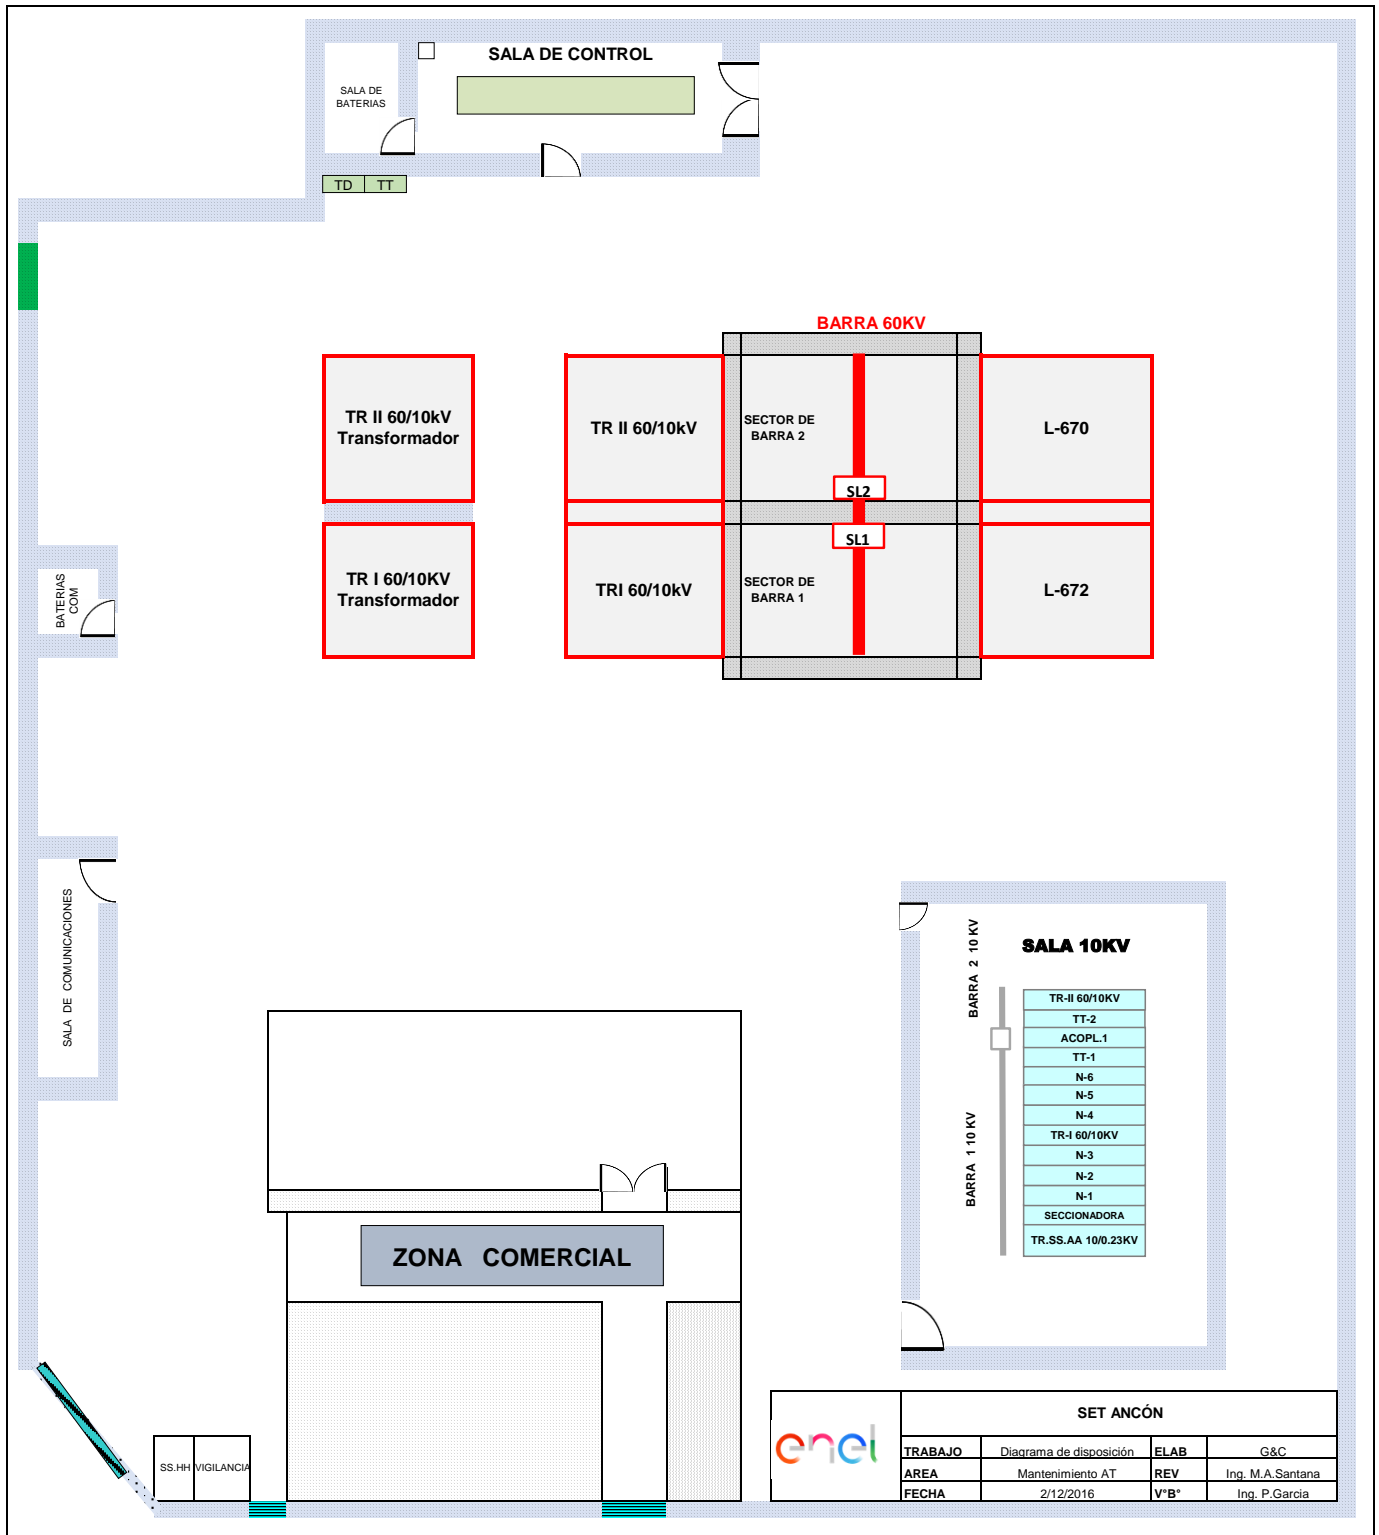 SALA DE CONTROL
SALA DE
BATERIAS
TD TT
BARRA 60KV
TR II 60/10kV
Transformador
TR II 60/10kV
SECTOR DE
BARRA 2
L-670
SL2
SL1
TR I 60/10KV
Transformador
TRI 60/10kV
SECTOR DE
BARRA 1
L-672
BATERIAS
COM
SALA DE COMUNICACIONES
BARRA 2 10 KV
SALA 10KV
TR-II 60/10KV
TT-2
ACOPL.1
TT-1
N-6
N-5
N-4
TR-I 60/10KV
N-3
N-2
N-1
SECCIONADORA
TR.SS.AA 10/0.23KV
BARRA 1 10 KV
ZONA COMERCIAL
SS.HH VIGILANCIA
enel
SET ANCÓN
TRABAJO Diagrama de disposición ELAB G&C
AREA Mantenimiento AT REV Ing. M.A.Santana
FECHA 2/12/2016 V°B° Ing. P.Garcia